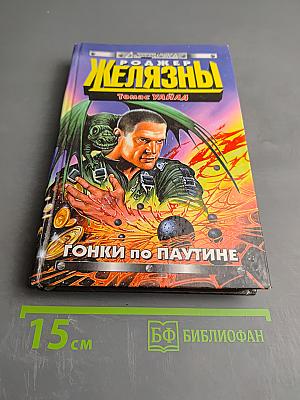 РОДЖЕР
ЖЕЛЯЗНЫ
Томас УАЙЛД
ГОНКИ ПО ПАУТИНЕ
15 см
БФ БИБЛИОФАН